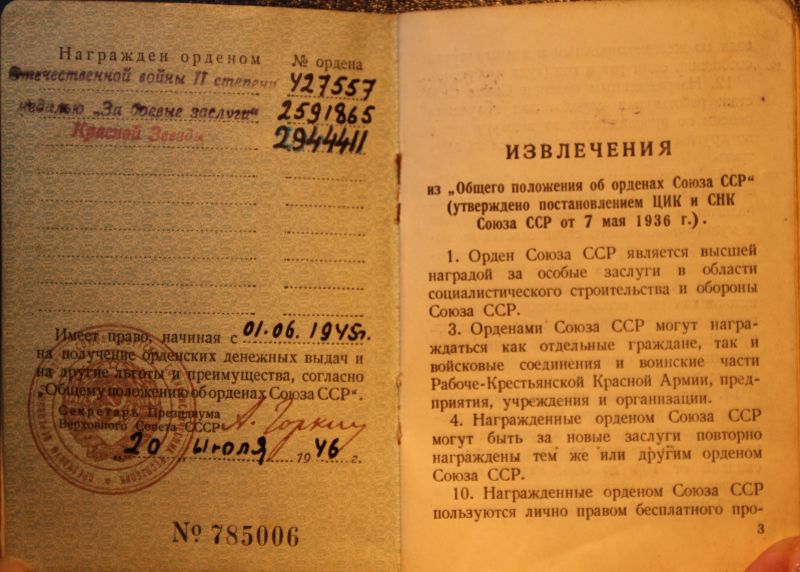 Награжден орденом № ордена
Отечественной войны II степени 427557
медалью „За боевые заслуги“ 2591865
Красной Звезды 2944411
Имеет право, начиная с 01.06.1945г.
на получение орденских денежных выдач и
на другие льготы и преимущества, согласно
„Общему положению об орденах Союза ССР“.
Секретарь Президиума
Верховного Совета СССР А. Горкин
„20 июля 1946 г.
№ 785006
ИЗВЛЕЧЕНИЯ
из „Общего положения об орденах Союза ССР“
(утверждено постановлением ЦИК и СНК
Союза ССР от 7 мая 1936 г.).
1. Орден Союза ССР является высшей
наградой за особые заслуги в области
социалистического строительства и обороны
Союза ССР.
3. Орденами Союза ССР могут награ-
ждаться как отдельные граждане, так и
войсковые соединения и воинские части
Рабоче-Крестьянской Красной Армии, пред-
приятия, учреждения и организации.
4. Награжденные орденом Союза ССР
могут быть за новые заслуги повторно
награждены тем же или другим орденом
Союза ССР.
10. Награжденные орденом Союза ССР
пользуются лично правом бесплатного про-
3